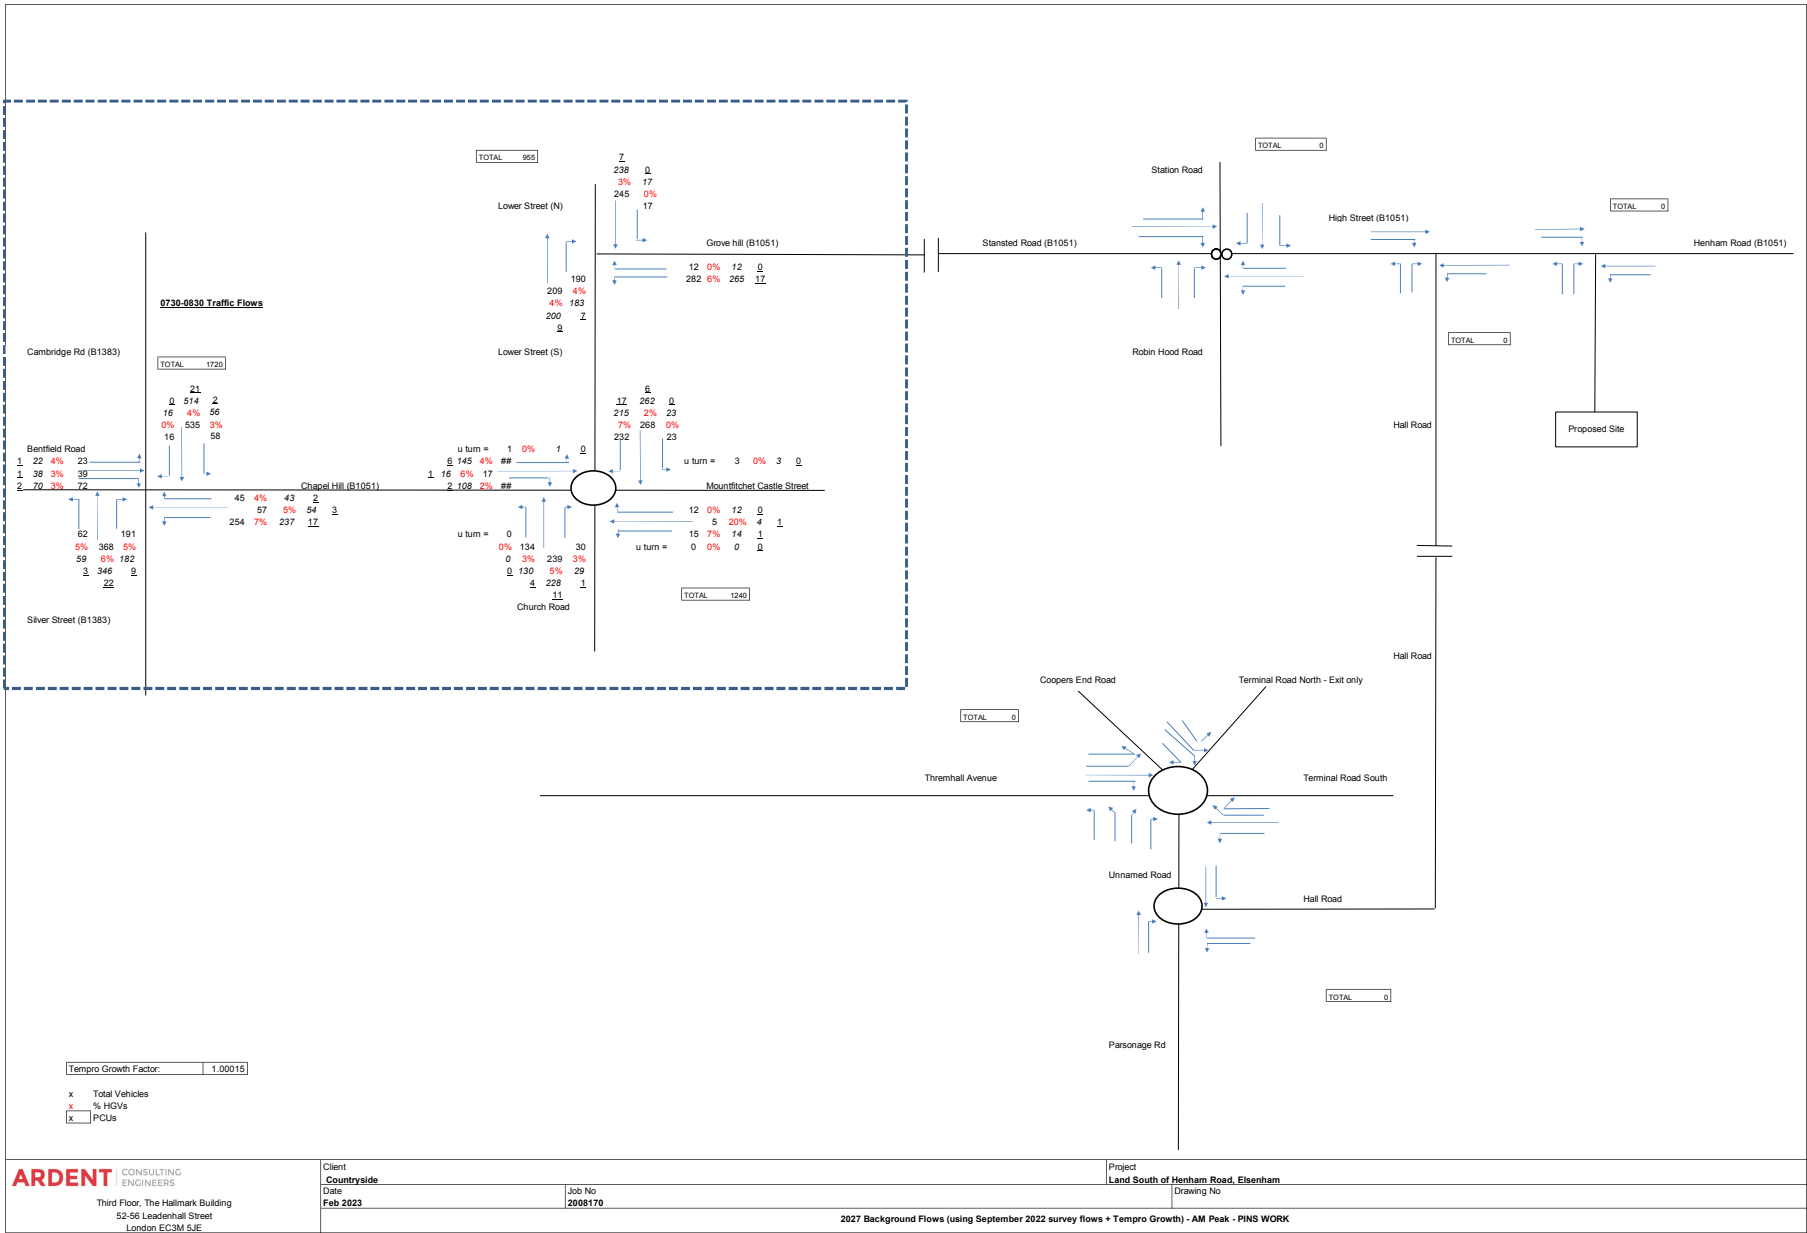 TOTAL 955
7
238 0
3% 17
245 0%
17
Lower Street (N)
Grove hill (B1051)
12 0% 12 0
282 6% 265 17
190
209 4%
4% 183
200 7
9
Lower Street (S)
0730-0830 Traffic Flows
Cambridge Rd (B1383)
TOTAL 1720
21
0 514 2
16 4% 56
0% 535 3%
16 58
Bentfield Road
1 22 4% 23
1 38 3% 39
2 70 3% 72
Chapel Hill (B1051)
45 4% 43 2
57 5% 54 3
254 7% 237 17
62 191
5% 368 5%
59 6% 182
3 346 9
22
Silver Street (B1383)
6
17 262 0
215 2% 23
7% 268 0%
232 23
u turn = 1 0% 1 0
6 145 4% ##
1 16 6% 17
2 108 2% ##
u turn = 3 0% 3 0
Mountfitchet Castle Street
12 0% 12 0
5 20% 4 1
15 7% 14 1
u turn = 0 0% 0 0
u turn = 0
0% 134 30
0 3% 239 3%
0 130 5% 29
4 228 1
11
Church Road
TOTAL 1240
TOTAL 0
Station Road
Stansted Road (B1051)
High Street (B1051)
TOTAL 0
Henham Road (B1051)
Robin Hood Road
TOTAL 0
Hall Road
Proposed Site
Hall Road
Coopers End Road
Terminal Road North - Exit only
TOTAL 0
Thremhall Avenue
Terminal Road South
Unnamed Road
Hall Road
TOTAL 0
Parsonage Rd
Tempro Growth Factor: 1.00015
x Total Vehicles
x % HGVs
x PCUs
ARDENT CONSULTING ENGINEERS
Third Floor, The Hallmark Building
52-56 Leadenhall Street
London EC3M 5JE
Client
Countryside
Project
Land South of Henham Road, Elsenham
Date
Feb 2023
Job No
2008170
Drawing No
2027 Background Flows (using September 2022 survey flows + Tempro Growth) - AM Peak - PINS WORK